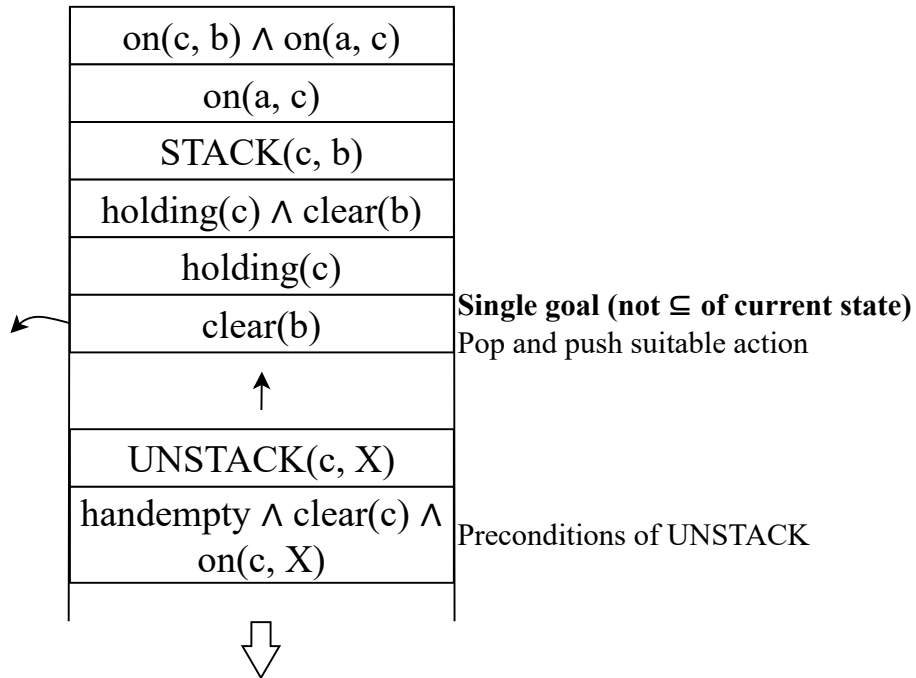 on(c, b) ∧ on(a, c)
on(a, c)
STACK(c, b)
holding(c) ∧ clear(b)
holding(c)
clear(b)
Single goal (not ⊆ of current state)
Pop and push suitable action
UNSTACK(c, X)
handempty ∧ clear(c) ∧
on(c, X)
Preconditions of UNSTACK